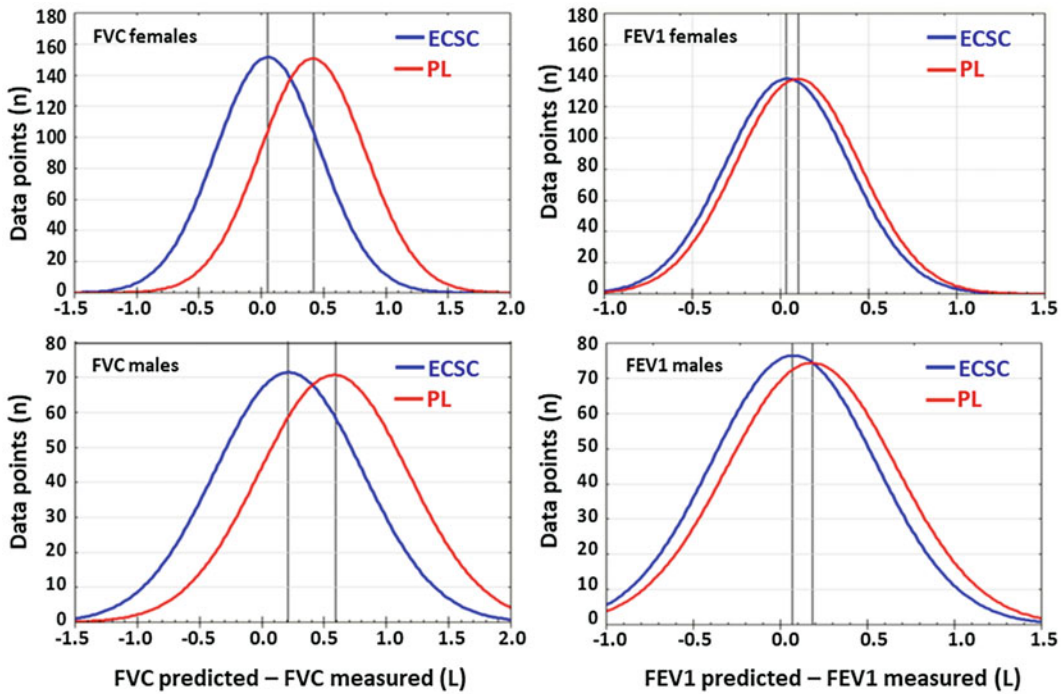 FVC females
ECSC
PL
Data points (n)
180
160
140
120
100
80
60
40
20
0
-1.5 -1.0 -0.5 0.0 0.5 1.0 1.5 2.0
FEV1 females
ECSC
PL
Data points (n)
180
160
140
120
100
80
60
40
20
0
-1.0 -0.5 0.0 0.5 1.0 1.5
FVC males
ECSC
PL
Data points (n)
80
70
60
50
40
30
20
10
0
-1.5 -1.0 -0.5 0.0 0.5 1.0 1.5 2.0
FVC predicted – FVC measured (L)
FEV1 males
ECSC
PL
Data points (n)
80
70
60
50
40
30
20
10
0
-1.0 -0.5 0.0 0.5 1.0 1.5
FEV1 predicted – FEV1 measured (L)